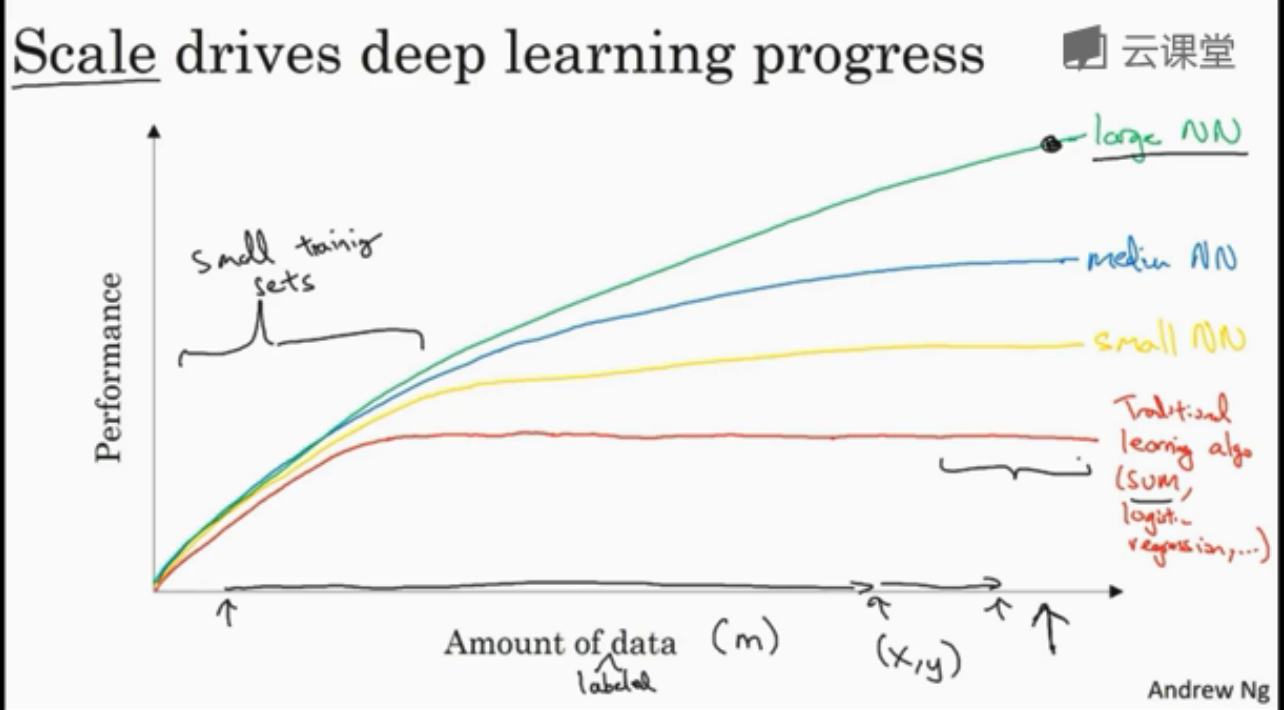 Scale drives deep learning progress
云课堂
large NN
small training
sets
medium NN
small NN
Performance
Traditional
learning algo
(SVM,
logistic
regression,...)
Amount of data (m)
labeled
(x,y)
Andrew Ng